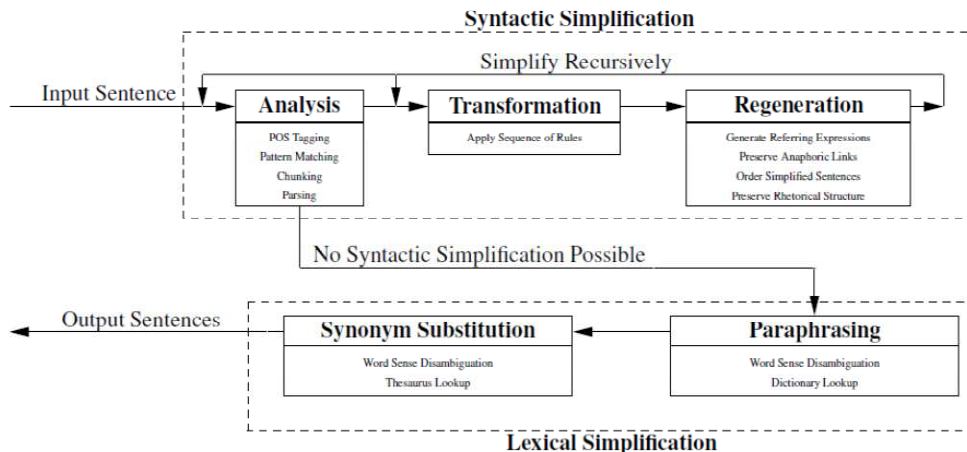 Syntactic Simplification
Simplify Recursively
Input Sentence
Analysis
POS Tagging
Pattern Matching
Chunking
Parsing
Transformation
Apply Sequence of Rules
Regeneration
Generate Referring Expressions
Preserve Anaphoric Links
Order Simplified Sentences
Preserve Rhetorical Structure
No Syntactic Simplification Possible
Output Sentences
Synonym Substitution
Word Sense Disambiguation
Thesaurus Lookup
Paraphrasing
Word Sense Disambiguation
Dictionary Lookup
Lexical Simplification